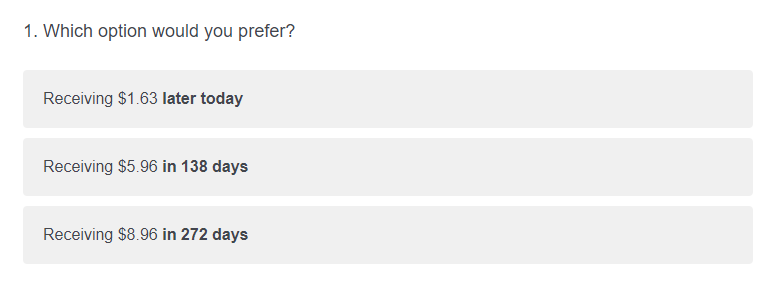 1. Which option would you prefer?
Receiving $1.63 later today
Receiving $5.96 in 138 days
Receiving $8.96 in 272 days